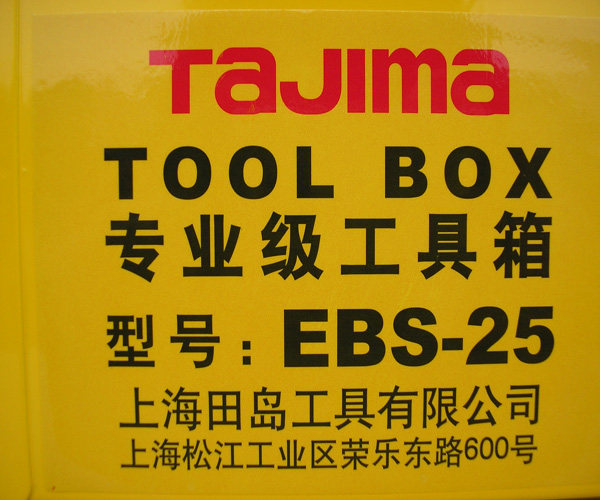 TaJima
TOOL BOX
专业级工具箱
型号：EBS-25
上海田岛工具有限公司
上海松江工业区荣乐东路600号